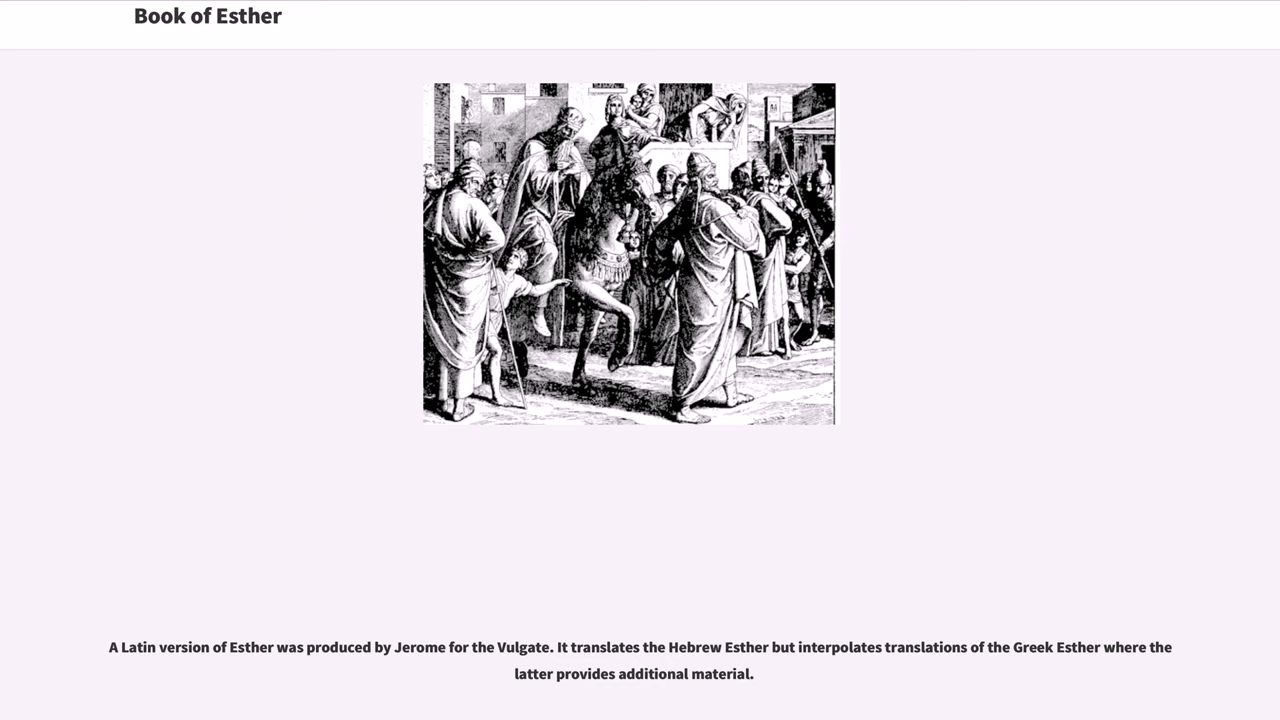 Book of Esther
A Latin version of Esther was produced by Jerome for the Vulgate. It translates the Hebrew Esther but interpolates translations of the Greek Esther where the
latter provides additional material.